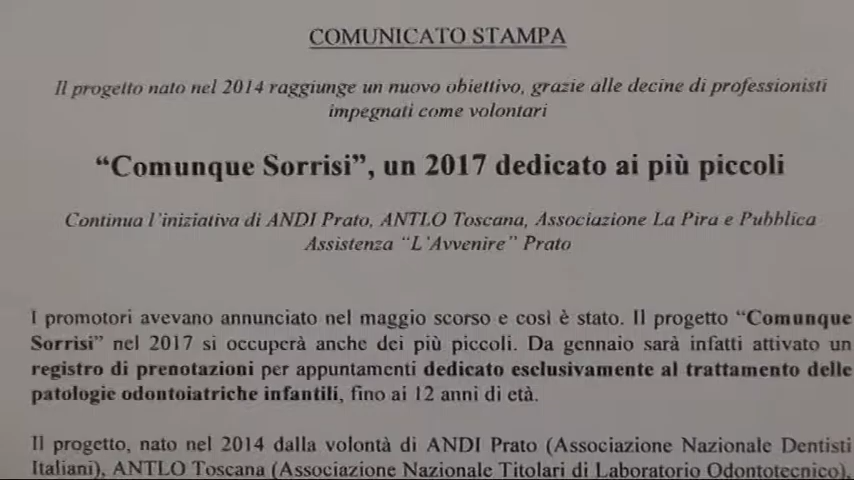 COMUNICATO STAMPA
Il progetto nato nel 2014 raggiunge un nuovo obiettivo, grazie alle decine di professionisti
impegnati come volontari
“Comunque Sorrisi”, un 2017 dedicato ai più piccoli
Continua l’iniziativa di ANDI Prato, ANTLO Toscana, Associazione La Pira e Pubblica
Assistenza “L’Avvenire” Prato
I promotori avevano annunciato nel maggio scorso e così è stato. Il progetto “Comunque
Sorrisi” nel 2017 si occuperà anche dei più piccoli. Da gennaio sarà infatti attivato un
registro di prenotazioni per appuntamenti dedicato esclusivamente al trattamento delle
patologie odontoiatriche infantili, fino ai 12 anni di età.
Il progetto, nato nel 2014 dalla volontà di ANDI Prato (Associazione Nazionale Dentisti
Italiani), ANTLO Toscana (Associazione Nazionale Titolari di Laboratorio Odontotecnico),